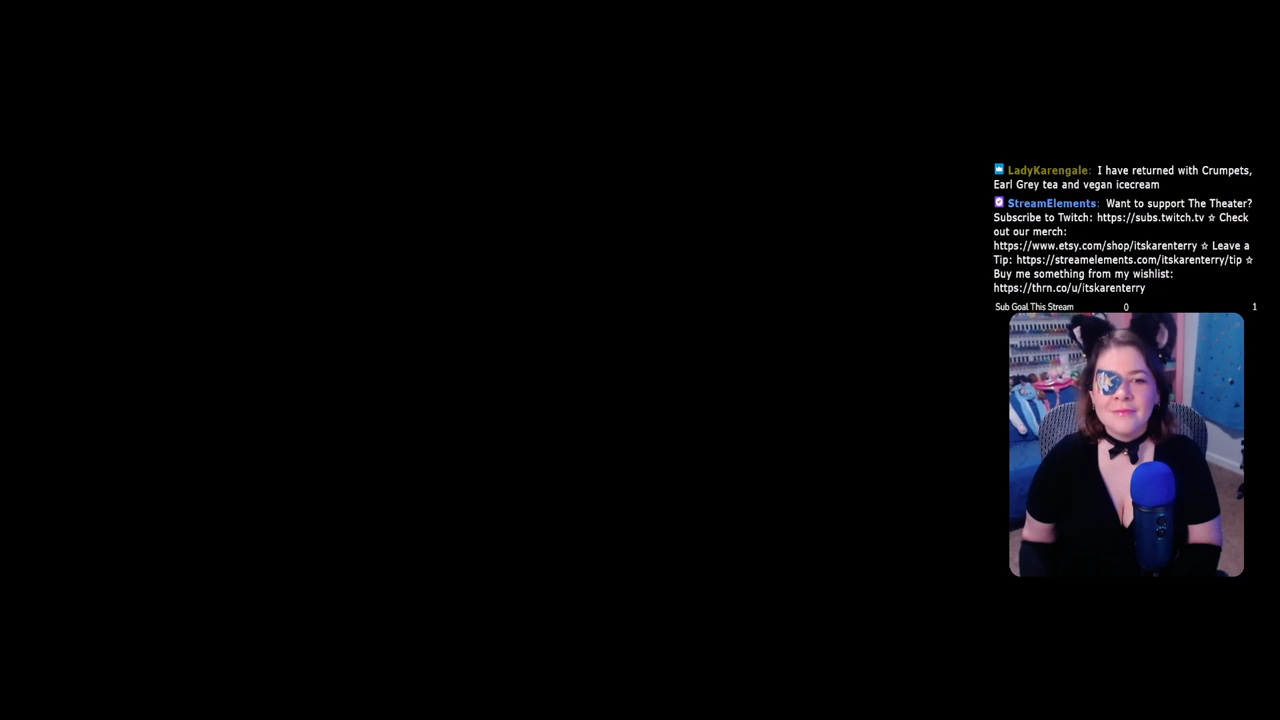 LadyKarengale: I have returned with Crumpets,
Earl Grey tea and vegan icecream
StreamElements: Want to support The Theater?
Subscribe to Twitch: https://subs.twitch.tv ☆ Check
out our merch:
https://www.etsy.com/shop/itskarenterry ☆ Leave a
Tip: https://streamelements.com/itskarenterry/tip ☆
Buy me something from my wishlist:
https://thrn.co/u/itskarenterry
Sub Goal This Stream 0 1